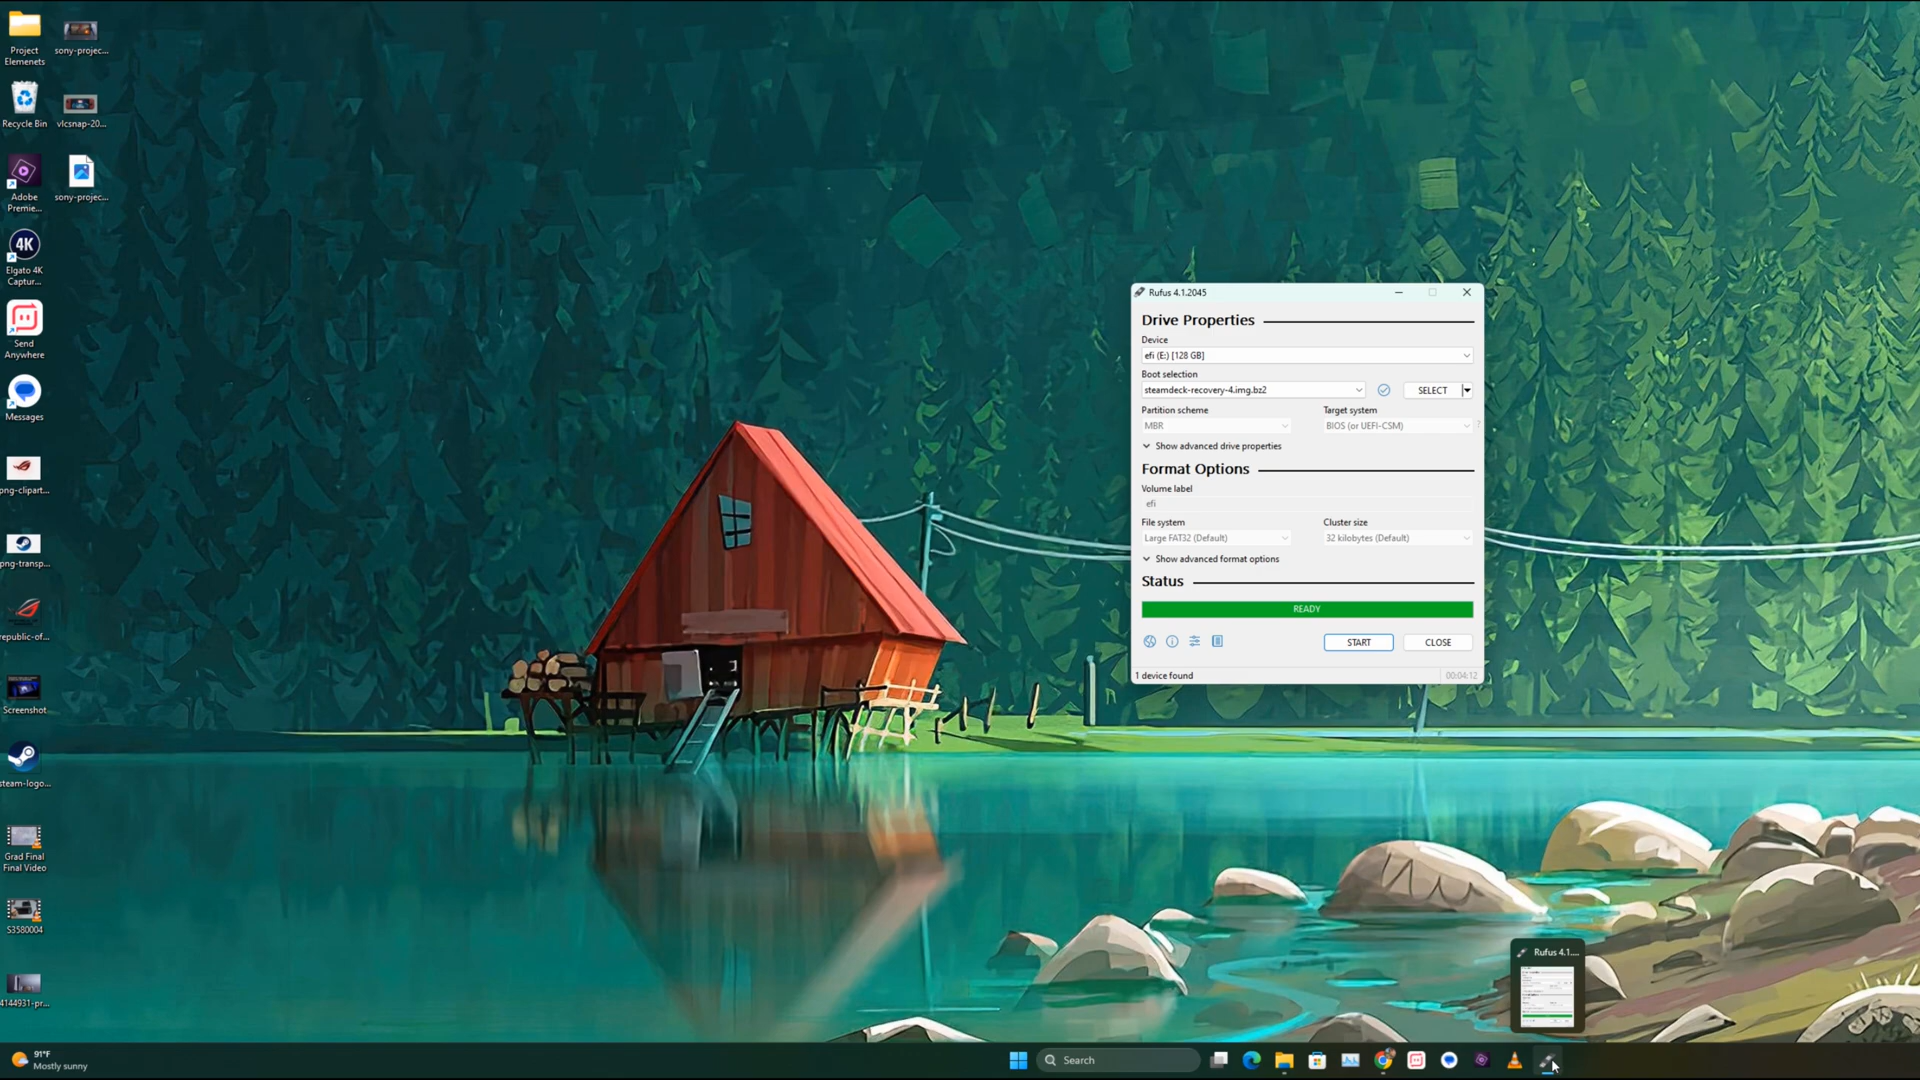 Project
Elemenets
sony-projec...
Recycle Bin
vlcsnap-20...
Adobe
Premie...
sony-projec...
4K
Elgato 4K
Captur...
Send
Anywhere
Messages
png-clipart...
png-transp...
republic-of...
Screenshot
steam-logo...
Grad Final
Final Video
S3580004
4144931-pr...
Rufus 4.1.2045
Drive Properties
Device
efi (E:) [128 GB]
Boot selection
steamdeck-recovery-4.img.bz2
SELECT
Partition scheme
Target system
MBR
BIOS (or UEFI-CSM)
?
Show advanced drive properties
Format Options
Volume label
efi
File system
Cluster size
Large FAT32 (Default)
32 kilobytes (Default)
Show advanced format options
Status
READY
START
CLOSE
1 device found
00:04:12
Rufus 4.1....
91°F
Mostly sunny
Search